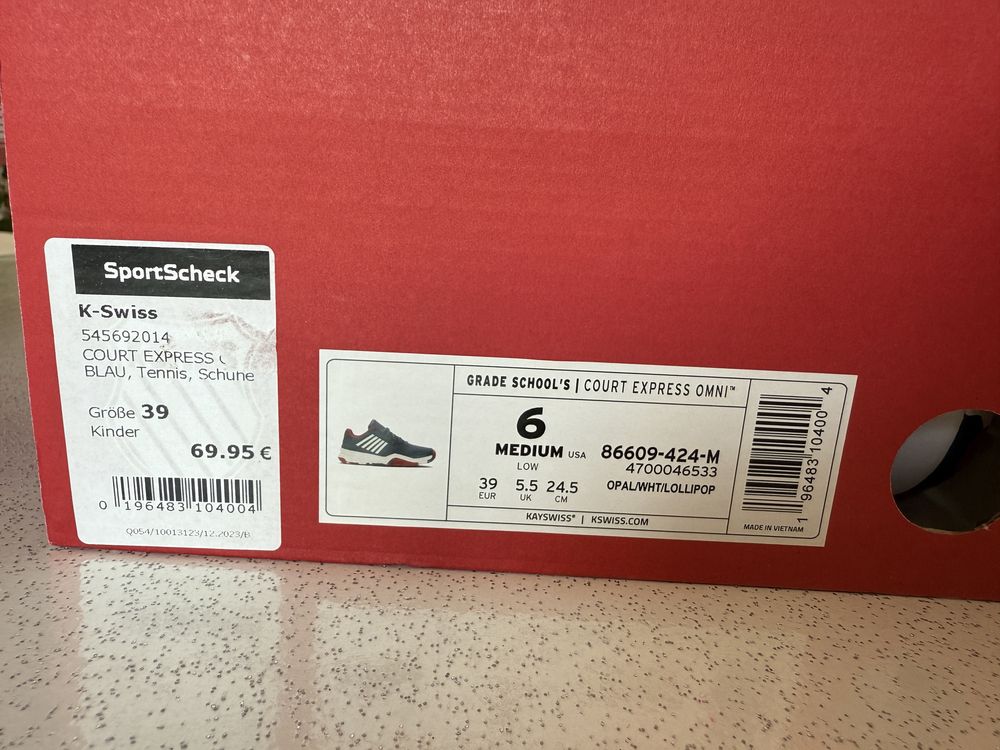 SportScheck
K-Swiss
545692014
COURT EXPRESS
BLAU, Tennis, Schuhe
Größe 39
Kinder
69.95 €
0 196483 104004
Q054/10013123/12.2023/B
GRADE SCHOOL'S | COURT EXPRESS OMNI™
6
MEDIUM USA
LOW
86609-424-M
4700046533
39 5.5 24.5
EUR UK CM
OPAL/WHT/LOLLIPOP
KAYSWISS® | KSWISS.COM
1 96483 10400 4
MADE IN VIETNAM